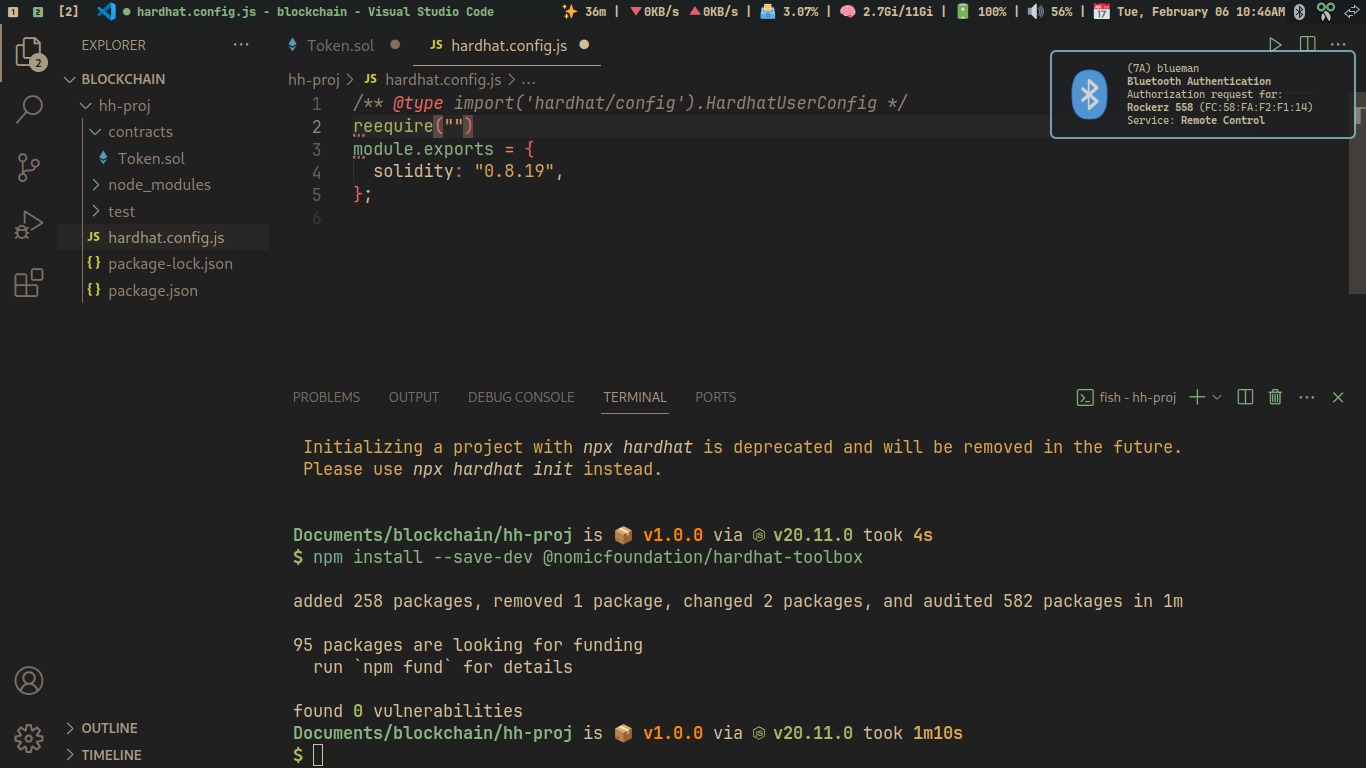 1 2 [2] hardhat.config.js - blockchain - Visual Studio Code 36m | 0KB/s 0KB/s | 3.07% | 2.7Gi/11Gi | 100% | 56% | 17 Tue, February 06 10:46AM
EXPLORER
Token.sol
JS hardhat.config.js
BLOCKCHAIN
hh-proj
contracts
Token.sol
node_modules
test
JS hardhat.config.js
{} package-lock.json
{} package.json
2
hh-proj > JS hardhat.config.js > ...
1 /** @type import('hardhat/config').HardhatUserConfig */
2 reequire("")
3 module.exports = {
4 solidity: "0.8.19",
5 };
6
(7A) blueman
Bluetooth Authentication
Authorization request for:
Rockerz 558 (FC:58:FA:F2:F1:14)
Service: Remote Control
PROBLEMS OUTPUT DEBUG CONSOLE TERMINAL PORTS
fish - hh-proj
Initializing a project with npx hardhat is deprecated and will be removed in the future.
Please use npx hardhat init instead.
Documents/blockchain/hh-proj is 📦 v1.0.0 via v20.11.0 took 4s
$ npm install --save-dev @nomicfoundation/hardhat-toolbox
added 258 packages, removed 1 package, changed 2 packages, and audited 582 packages in 1m
95 packages are looking for funding
run `npm fund` for details
found 0 vulnerabilities
Documents/blockchain/hh-proj is 📦 v1.0.0 via v20.11.0 took 1m10s
$
OUTLINE
TIMELINE